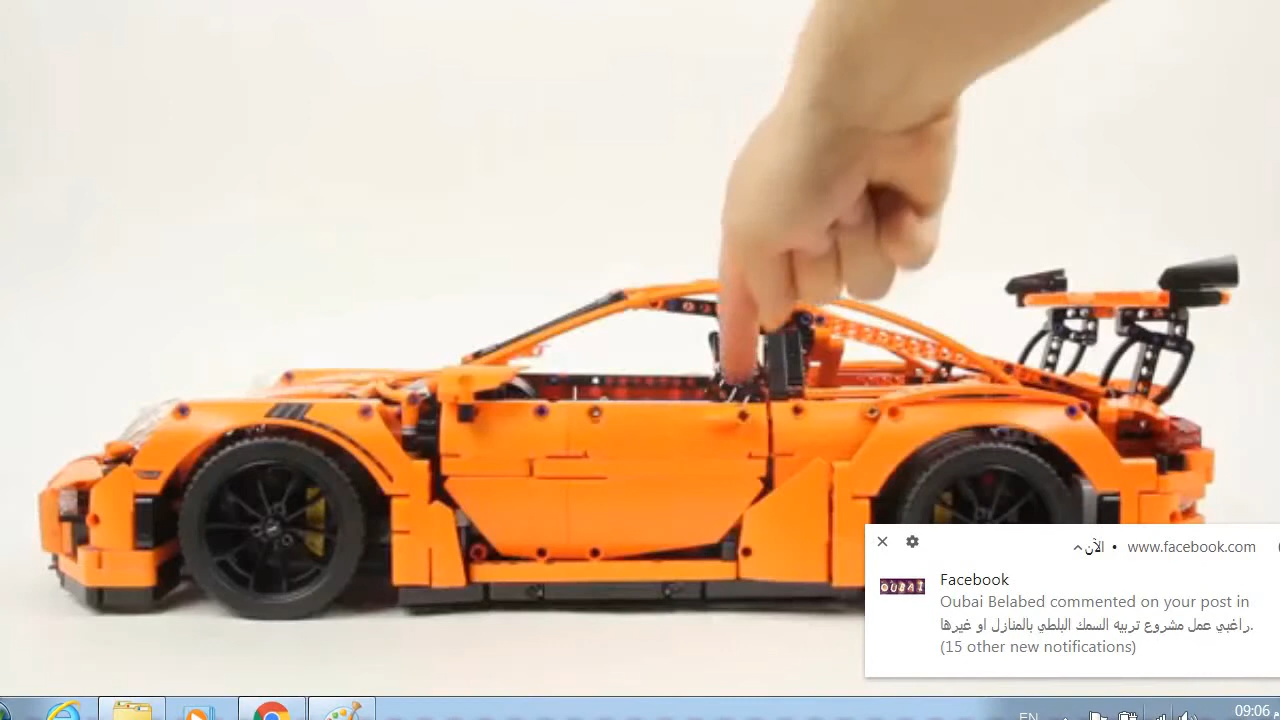 www.facebook.com • الآن
Facebook
Oubai Belabed commented on your post in
راغبي عمل مشروع تربيه السمك البلطي بالمنازل او غيرها.
(15 other new notifications)
OUBAI
EN
09:06